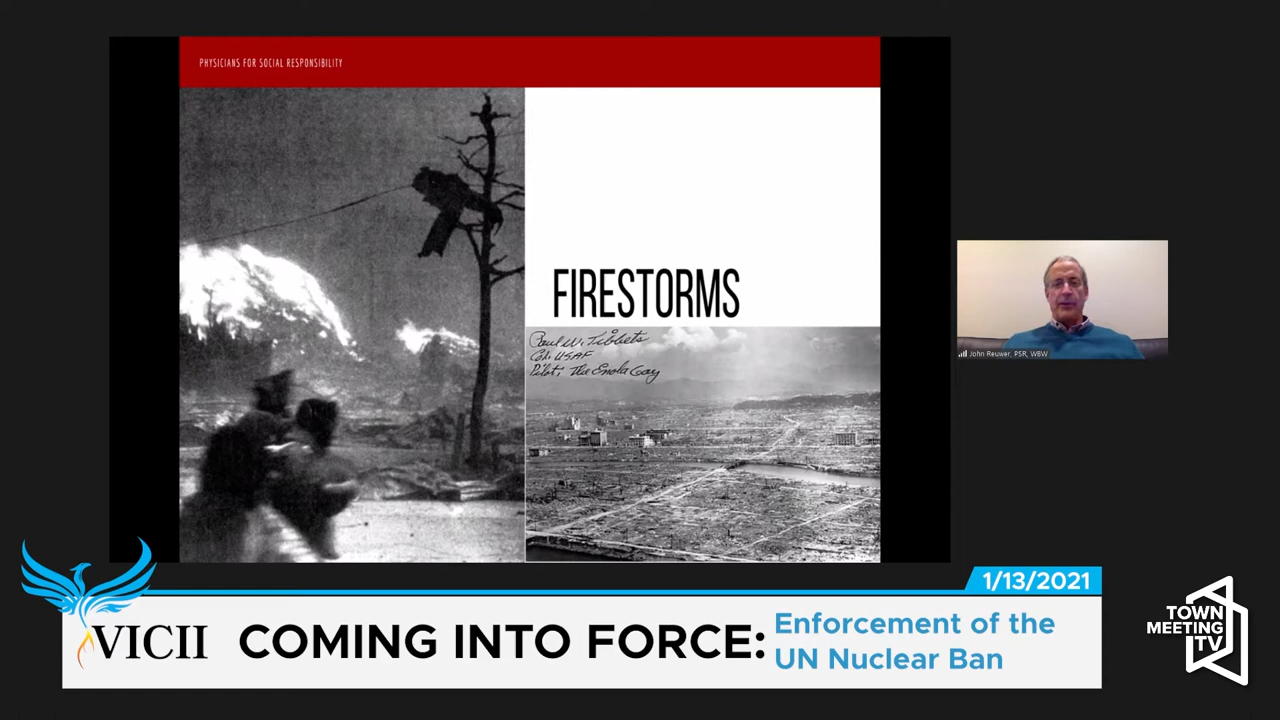 PHYSICIANS FOR SOCIAL RESPONSIBILITY
FIRESTORMS
Paul W. Tibbets
Col. USAF
Pilot, The Enola Gay
John Reuwer, PSR, WBW
1/13/2021
VICII
COMING INTO FORCE:
Enforcement of the
UN Nuclear Ban
TOWN
MEETING
TV